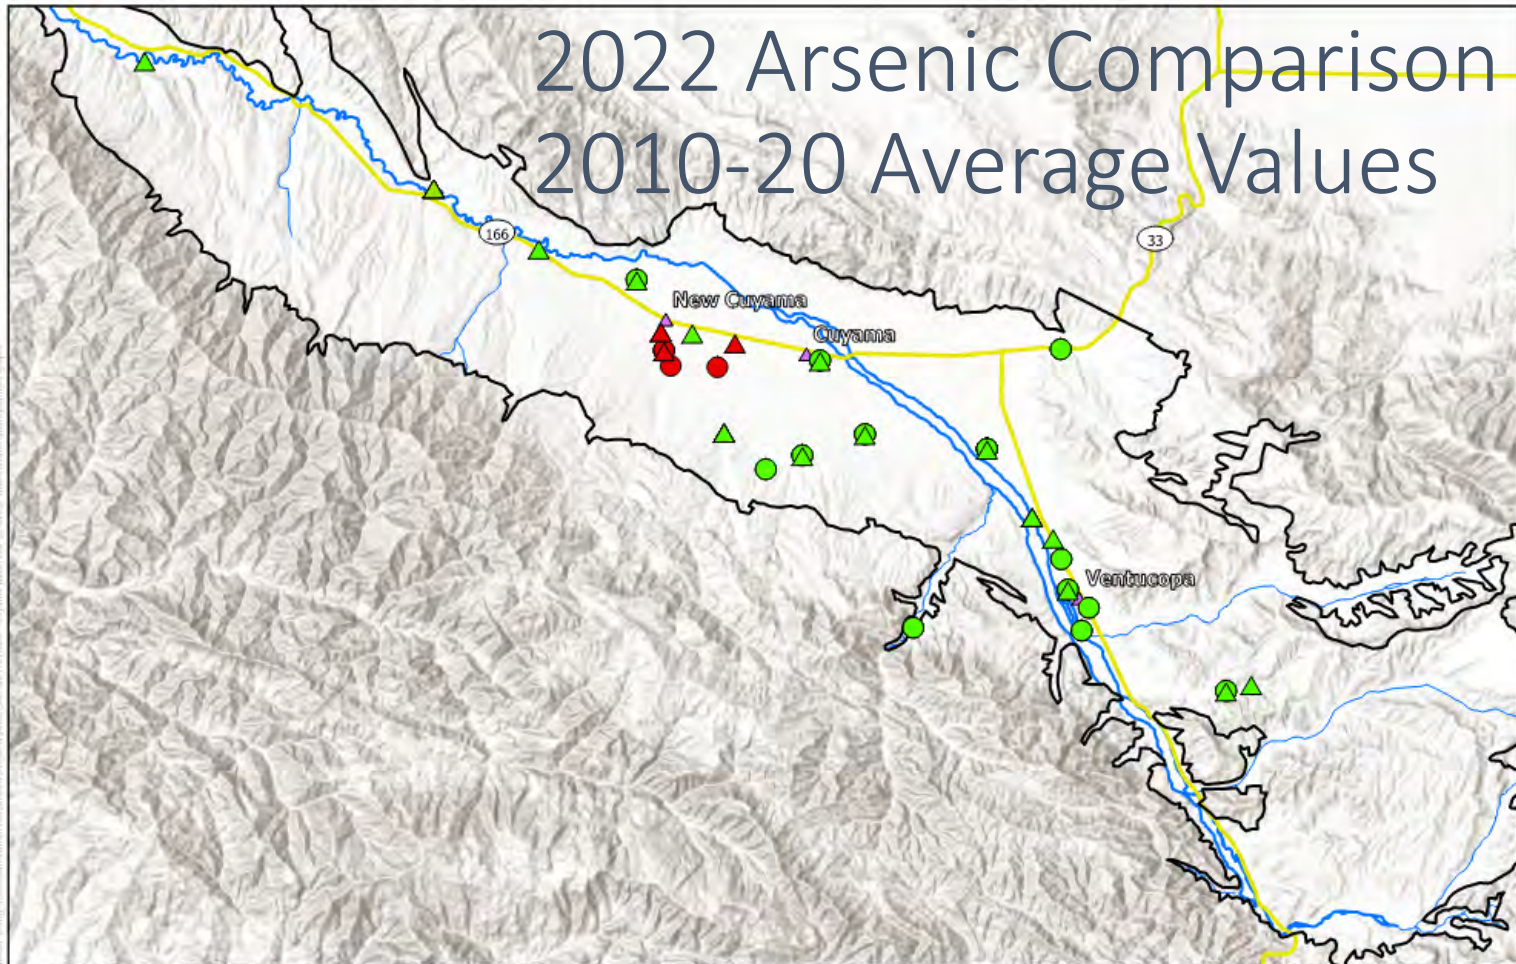 2022 Arsenic Comparison
2010-20 Average Values
166
33
New Cuyama
Cuyama
Ventucopa